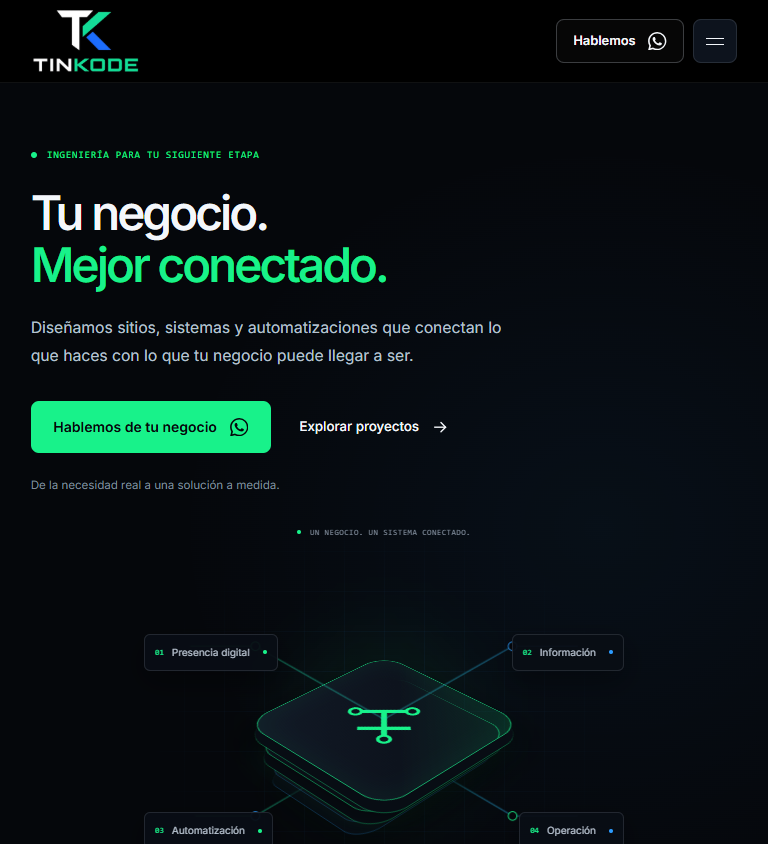 TK
TINKODE
Hablemos
INGENIERÍA PARA TU SIGUIENTE ETAPA
Tu negocio.
Mejor conectado.
Diseñamos sitios, sistemas y automatizaciones que conectan lo
que haces con lo que tu negocio puede llegar a ser.
Hablemos de tu negocio
Explorar proyectos →
De la necesidad real a una solución a medida.
UN NEGOCIO. UN SISTEMA CONECTADO.
01 Presencia digital
02 Información
03 Automatización
04 Operación